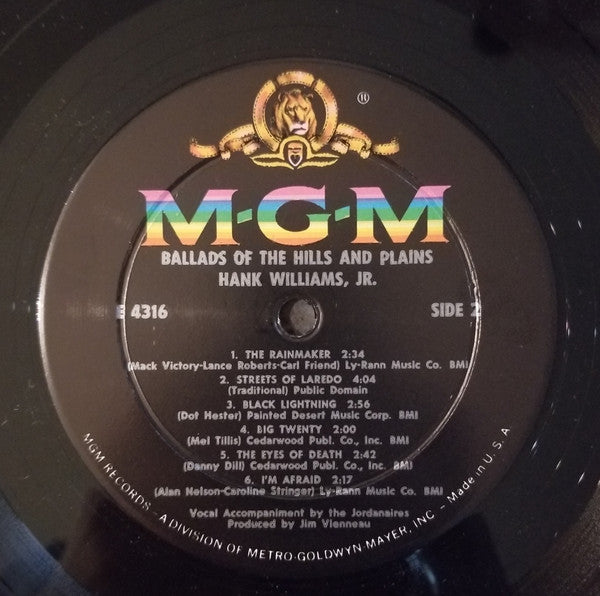 ®
M-G-M
BALLADS OF THE HILLS AND PLAINS
HANK WILLIAMS, JR.
E 4316
SIDE 2
1. THE RAINMAKER 2:34
(Mack Victory-Lance Roberts-Carl Friend) Ly-Rann Music Co. BMI
2. STREETS OF LAREDO 4:04
(Traditional) Public Domain
3. BLACK LIGHTNING 2:56
(Dot Hester) Painted Desert Music Corp. BMI
4. BIG TWENTY 2:00
(Mel Tillis) Cedarwood Publ. Co., Inc. BMI
5. THE EYES OF DEATH 2:42
(Danny Dill) Cedarwood Publ. Co., Inc. BMI
6. I'M AFRAID 2:17
(Alan Nelson-Caroline Stringer) Ly-Rann Music Co. BMI
Vocal Accompaniment by the Jordanaires
Produced by Jim Vienneau
MGM RECORDS – A DIVISION OF METRO-GOLDWYN-MAYER, INC. – Made in U.S.A